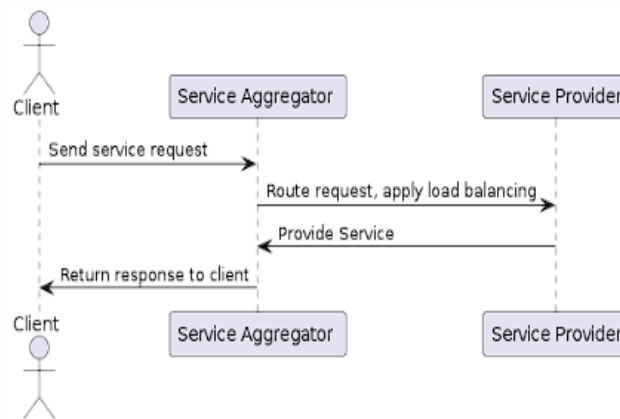 Client
Service Aggregator
Service Provider
Send service request
Route request, apply load balancing
Provide Service
Return response to client
Client
Service Aggregator
Service Provider